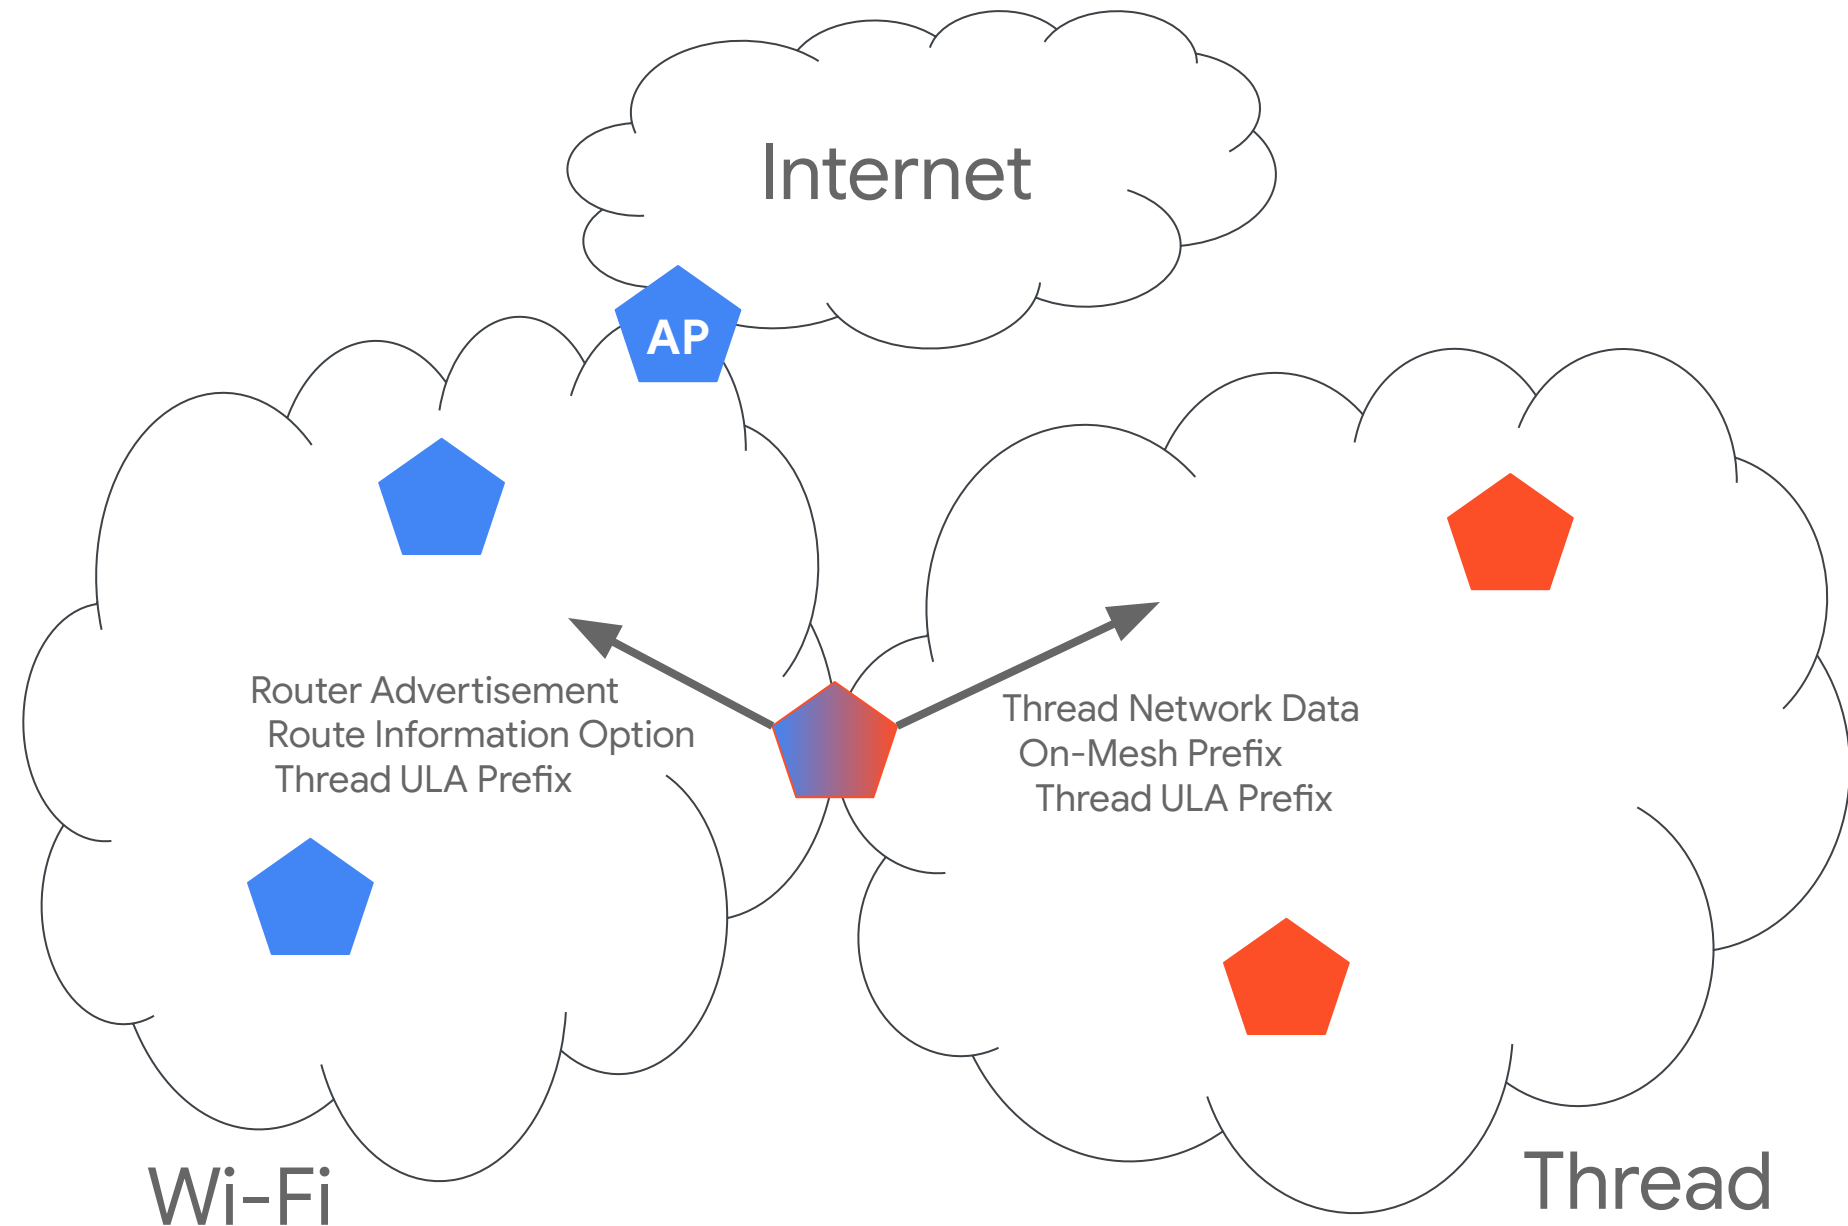 Internet
AP
Router Advertisement
Route Information Option
Thread ULA Prefix
Thread Network Data
On-Mesh Prefix
Thread ULA Prefix
Wi-Fi
Thread